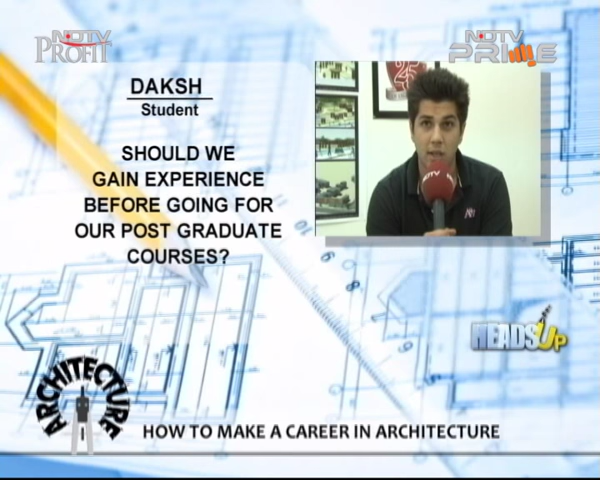 NDTV
PROFIT
NDTV
PRIME
DAKSH
Student
SHOULD WE
GAIN EXPERIENCE
BEFORE GOING FOR
OUR POST GRADUATE
COURSES?
NDTV
HEADS UP
ARCHITECTURE
HOW TO MAKE A CAREER IN ARCHITECTURE